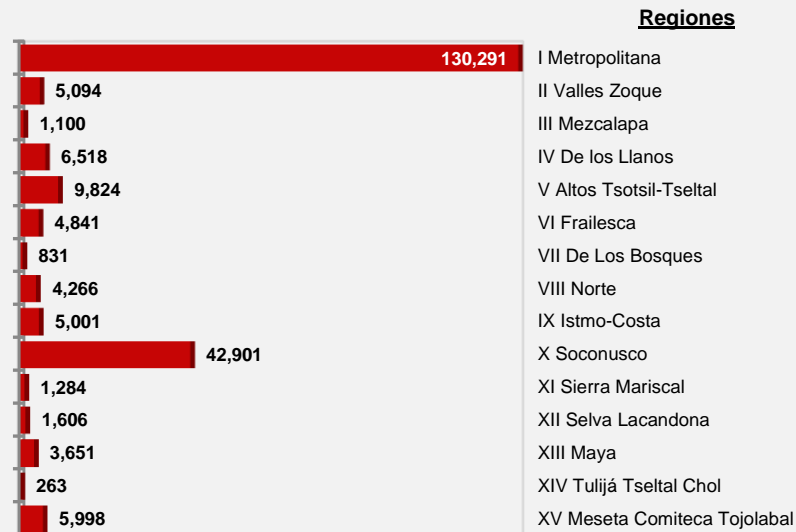 Regiones
130,291 I Metropolitana
5,094 II Valles Zoque
1,100 III Mezcalapa
6,518 IV De los Llanos
9,824 V Altos Tsotsil-Tseltal
4,841 VI Frailesca
831 VII De Los Bosques
4,266 VIII Norte
5,001 IX Istmo-Costa
42,901 X Soconusco
1,284 XI Sierra Mariscal
1,606 XII Selva Lacandona
3,651 XIII Maya
263 XIV Tulijá Tseltal Chol
5,998 XV Meseta Comiteca Tojolabal